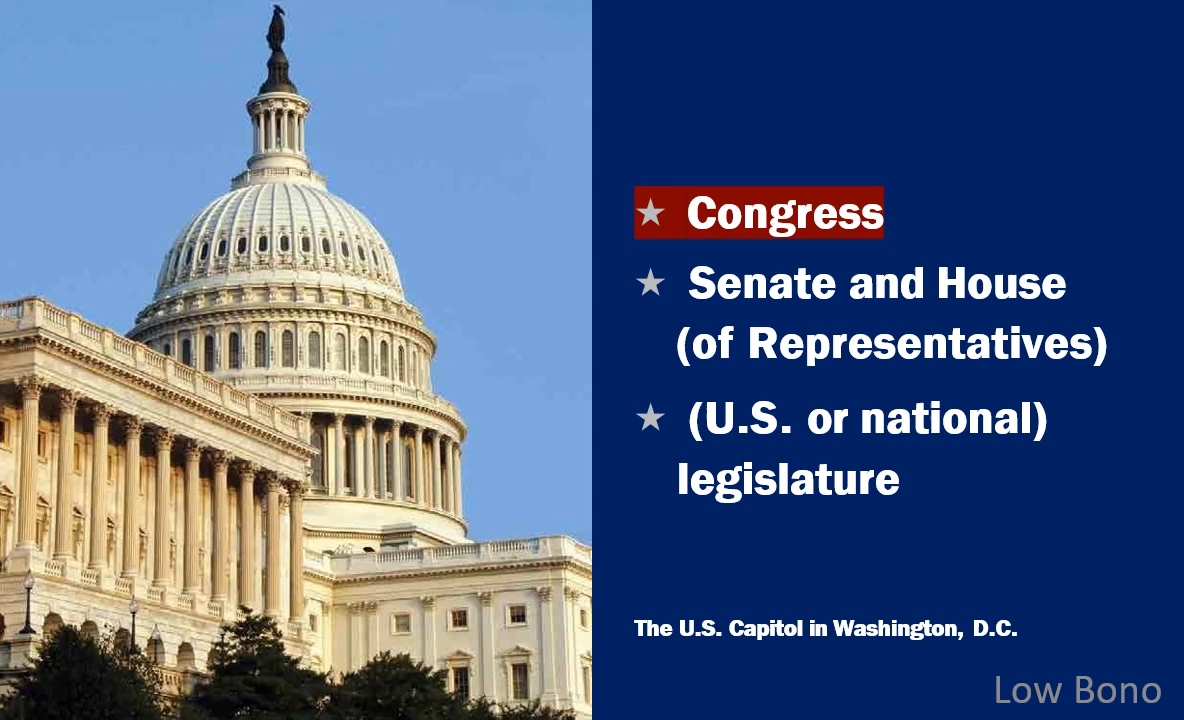 ★ Congress
★ Senate and House
(of Representatives)
★ (U.S. or national)
legislature
The U.S. Capitol in Washington, D.C.
Low Bono